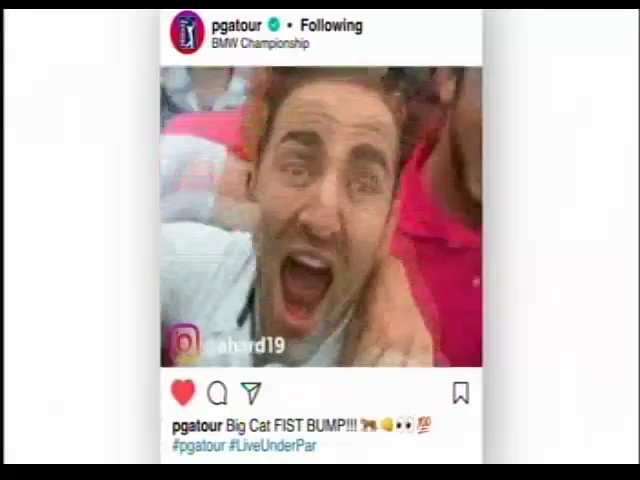 pgatour • Following
BMW Championship
ahard19
pgatour Big Cat FIST BUMP!!! 🐅👊👀💯
#pgatour #LiveUnderPar